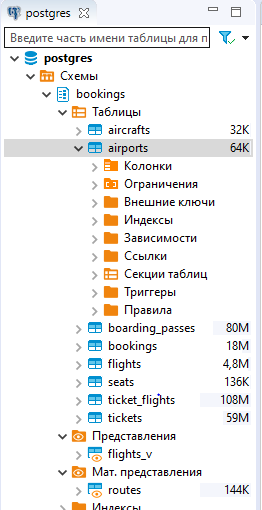 postgres
Введите часть имени таблицы для п
postgres
Схемы
bookings
Таблицы
aircrafts 32K
airports 64K
Колонки
Ограничения
Внешние ключи
Индексы
Зависимости
Ссылки
Секции таблиц
Триггеры
Правила
boarding_passes 80M
bookings 18M
flights 4,8M
seats 136K
ticket_flights 108M
tickets 59M
Представления
flights_v
Мат. представления
routes 144K
Индексы